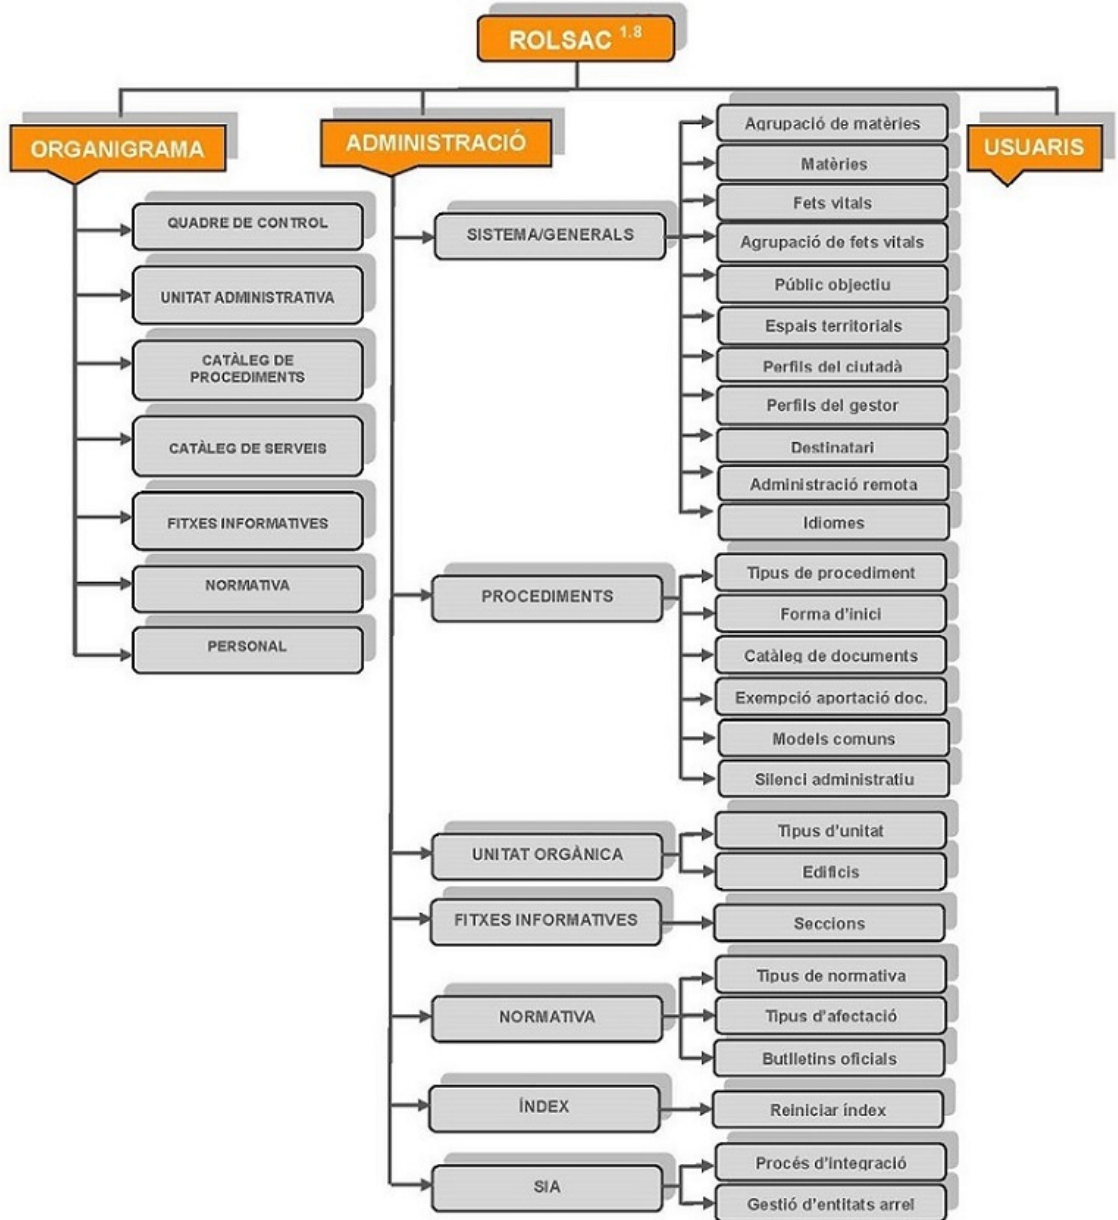 ROLSAC 1.8
ORGANIGRAMA
ADMINISTRACIÓ
USUARIS
QUADRE DE CONTROL
UNITAT ADMINISTRATIVA
CATÀLEG DE
PROCEDIMENTS
CATÀLEG DE SERVEIS
FITXES INFORMATIVES
NORMATIVA
PERSONAL
SISTEMA/GENERALS
Agrupació de matèries
Matèries
Fets vitals
Agrupació de fets vitals
Públic objectiu
Espais territorials
Perfils del ciutadà
Perfils del gestor
Destinatari
Administració remota
Idiomes
PROCEDIMENTS
Tipus de procediment
Forma d'inici
Catàleg de documents
Exempció aportació doc.
Models comuns
Silenci administratiu
UNITAT ORGÀNICA
Tipus d'unitat
Edificis
FITXES INFORMATIVES
Seccions
NORMATIVA
Tipus de normativa
Tipus d'afectació
Butlletins oficials
ÍNDEX
Reiniciar índex
SIA
Procés d'integració
Gestió d'entitats arrel